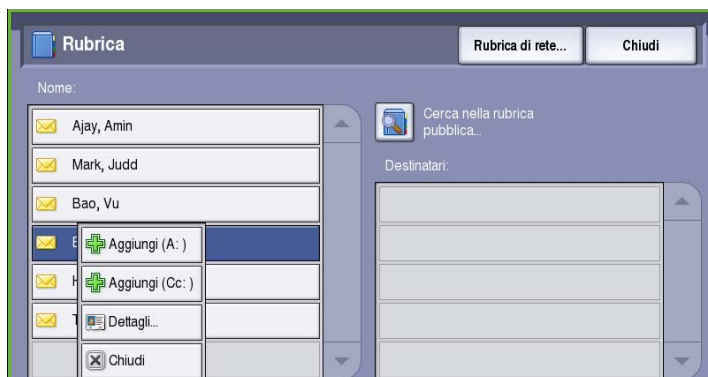 Rubrica
Rubrica di rete...
Chiudi
Nome:
Ajay, Amin
Mark, Judd
Bao, Vu
Aggiungi (A: )
Aggiungi (Cc: )
Dettagli...
Chiudi
Cerca nella rubrica
pubblica...
Destinatari: